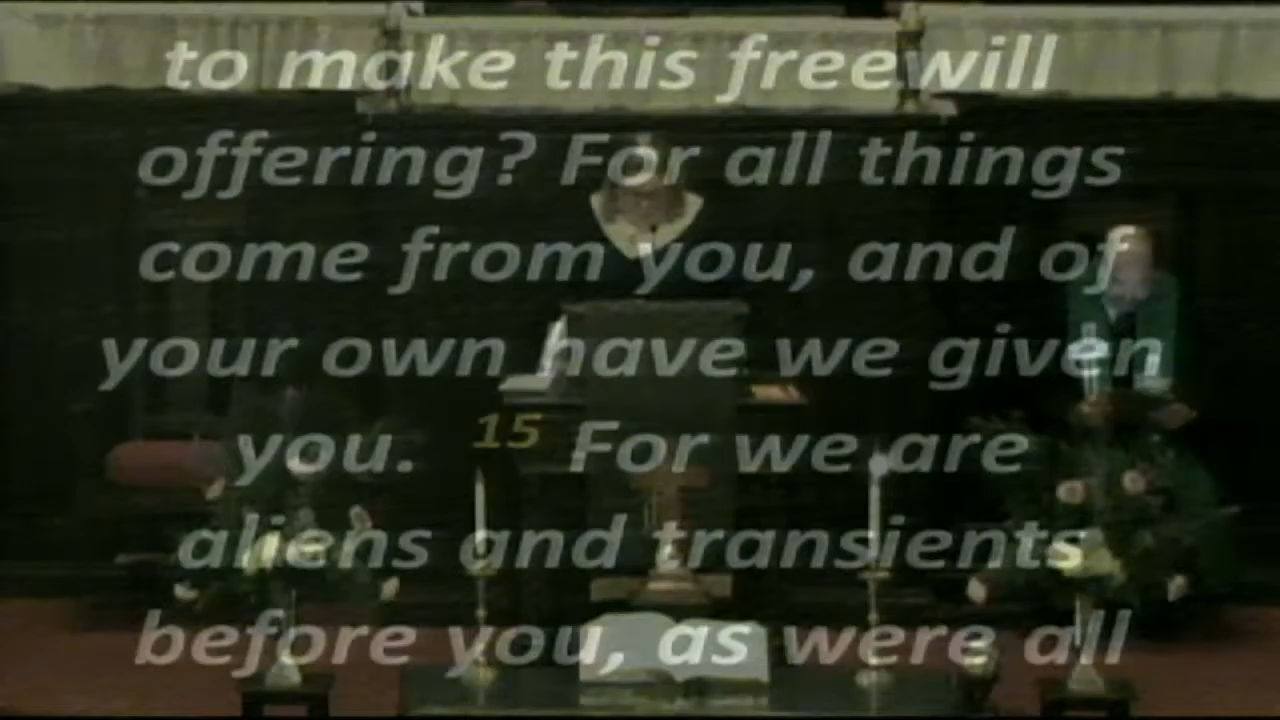 to make this freewill
offering? For all things
come from you, and of
your own have we given
you. 15 For we are
aliens and transients
before you, as were all